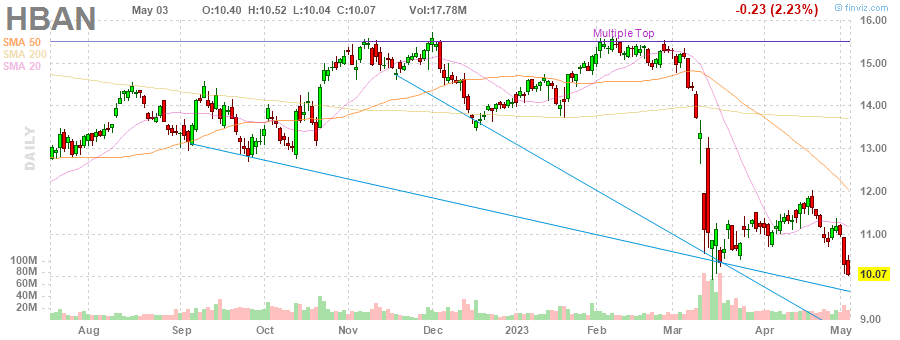 HBAN
May 03 O:10.40 H:10.52 L:10.04 C:10.07 Vol:17.78M -0.23 (2.23%)
© finviz.com
SMA 50
SMA 200
SMA 20
DAILY
Multiple Top
16.00
15.00
14.00
13.00
12.00
11.00
10.07
9.00
100M
80M
60M
40M
20M
Aug Sep Oct Nov Dec 2023 Feb Mar Apr May